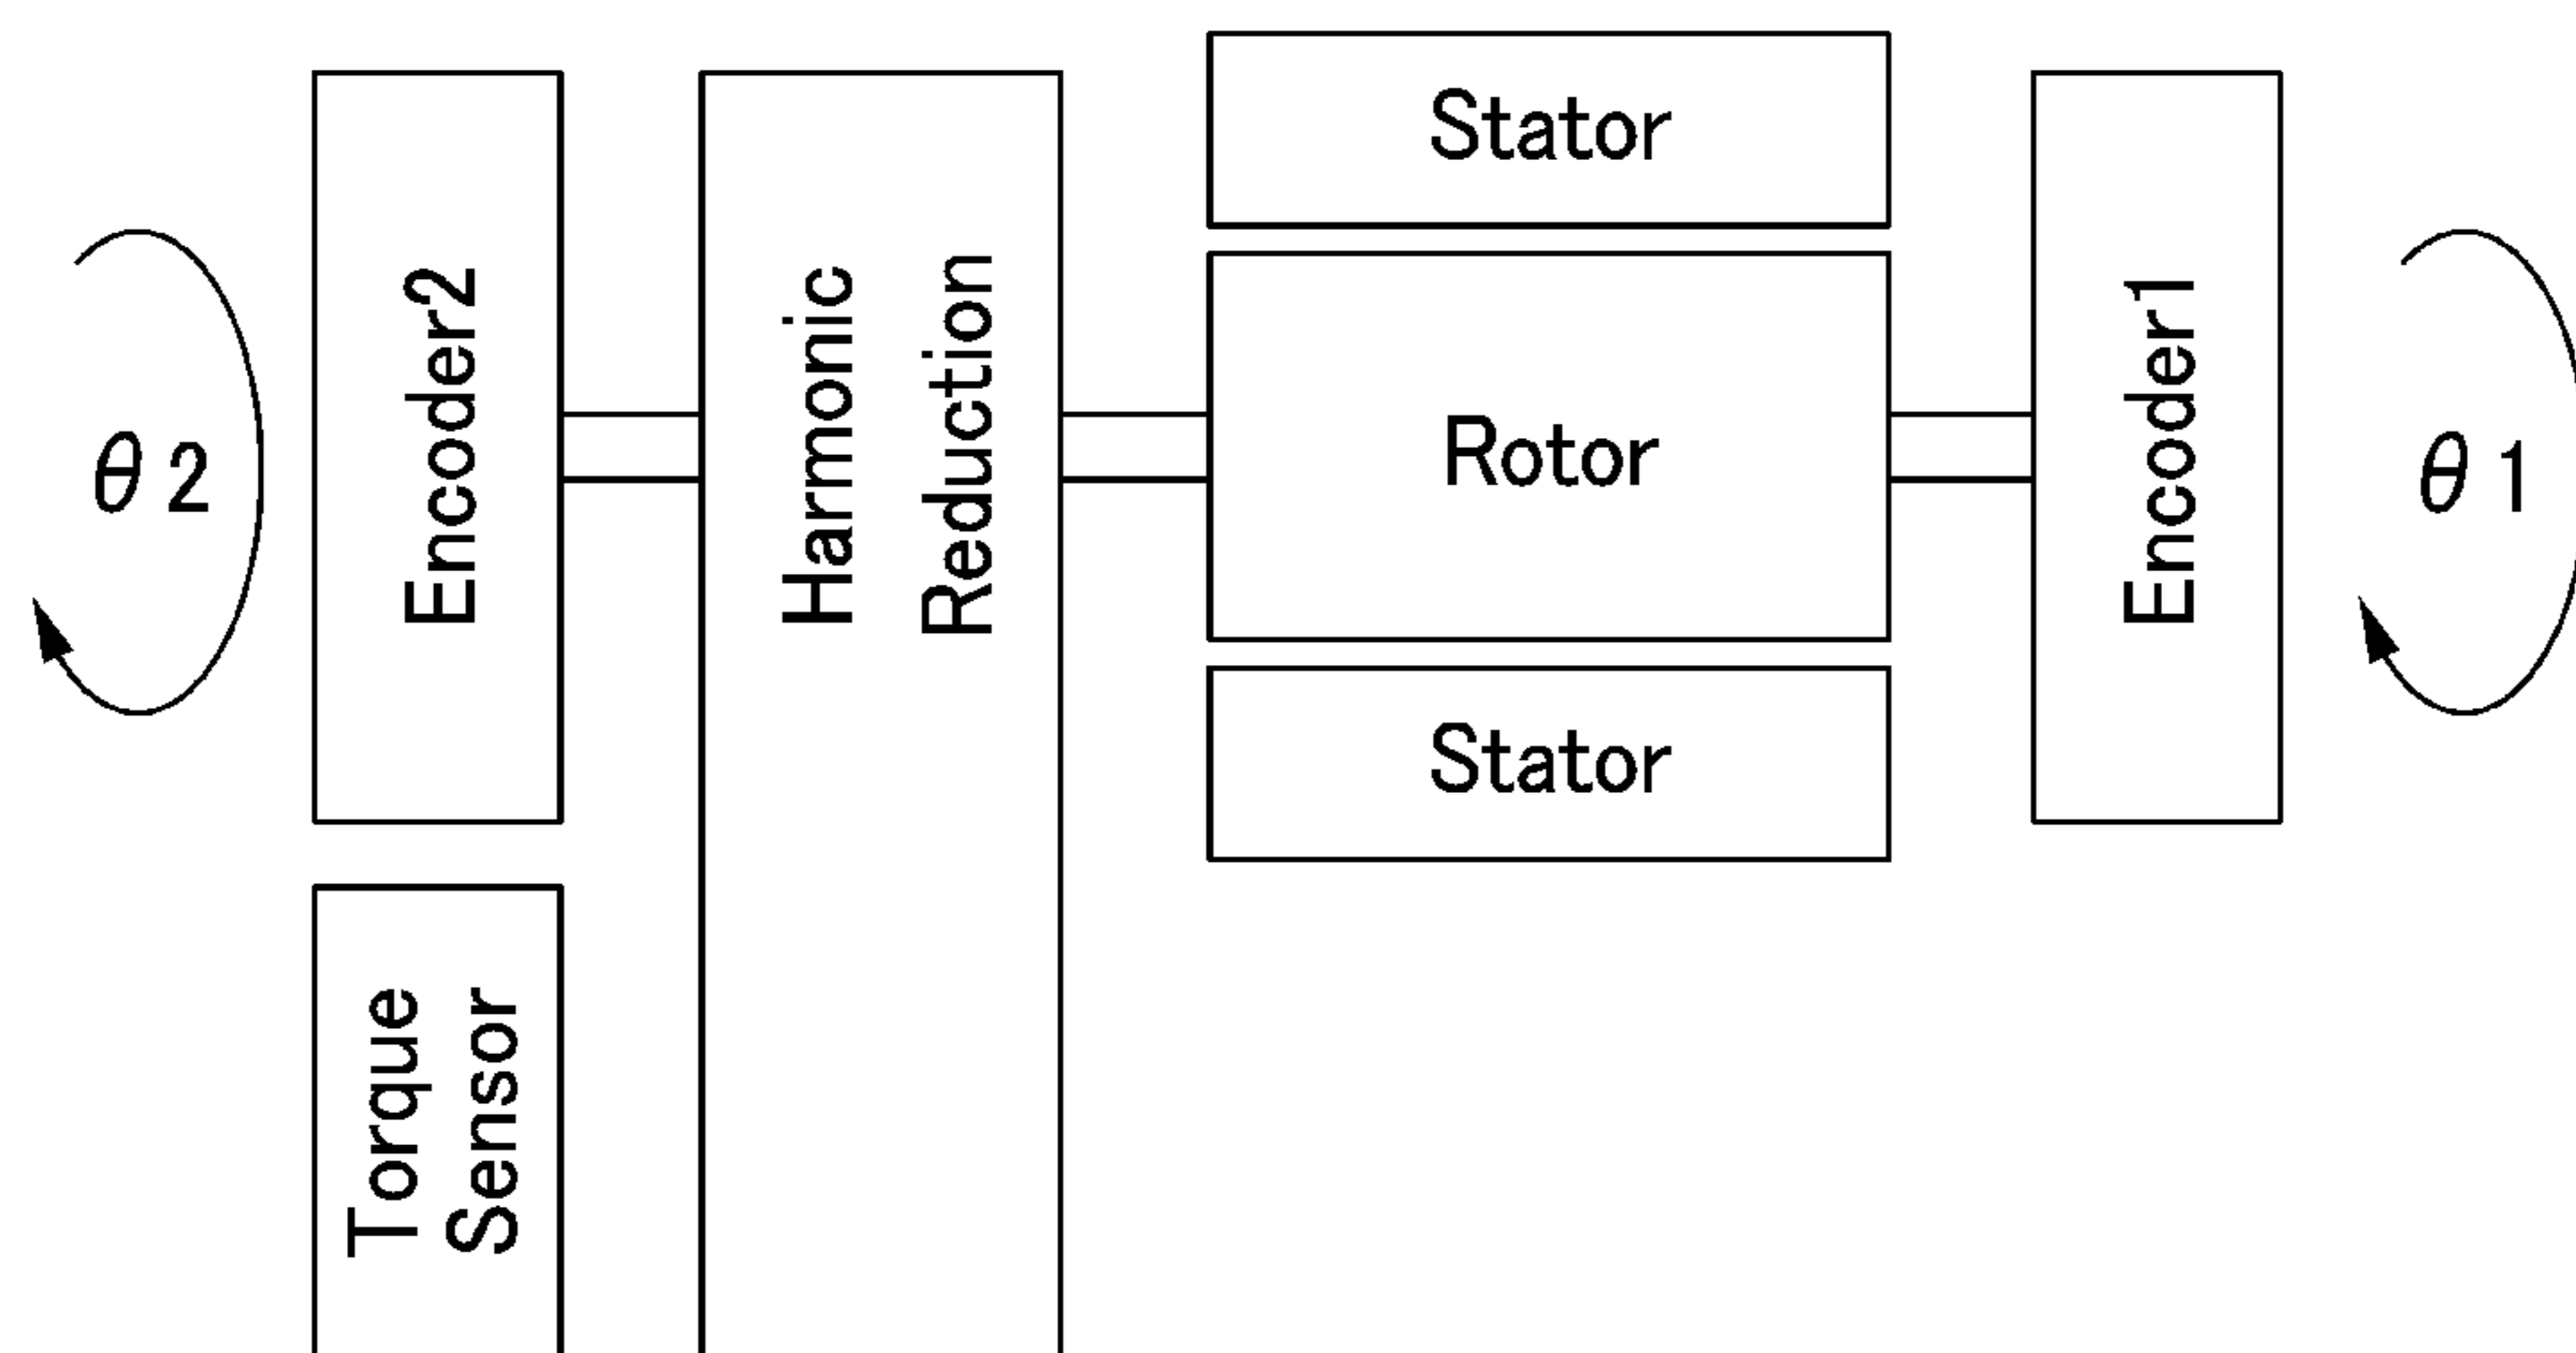 Stator
Encoder2
Harmonic
Reduction
Rotor
Encoder1
θ2
θ1
Stator
Torque
Sensor